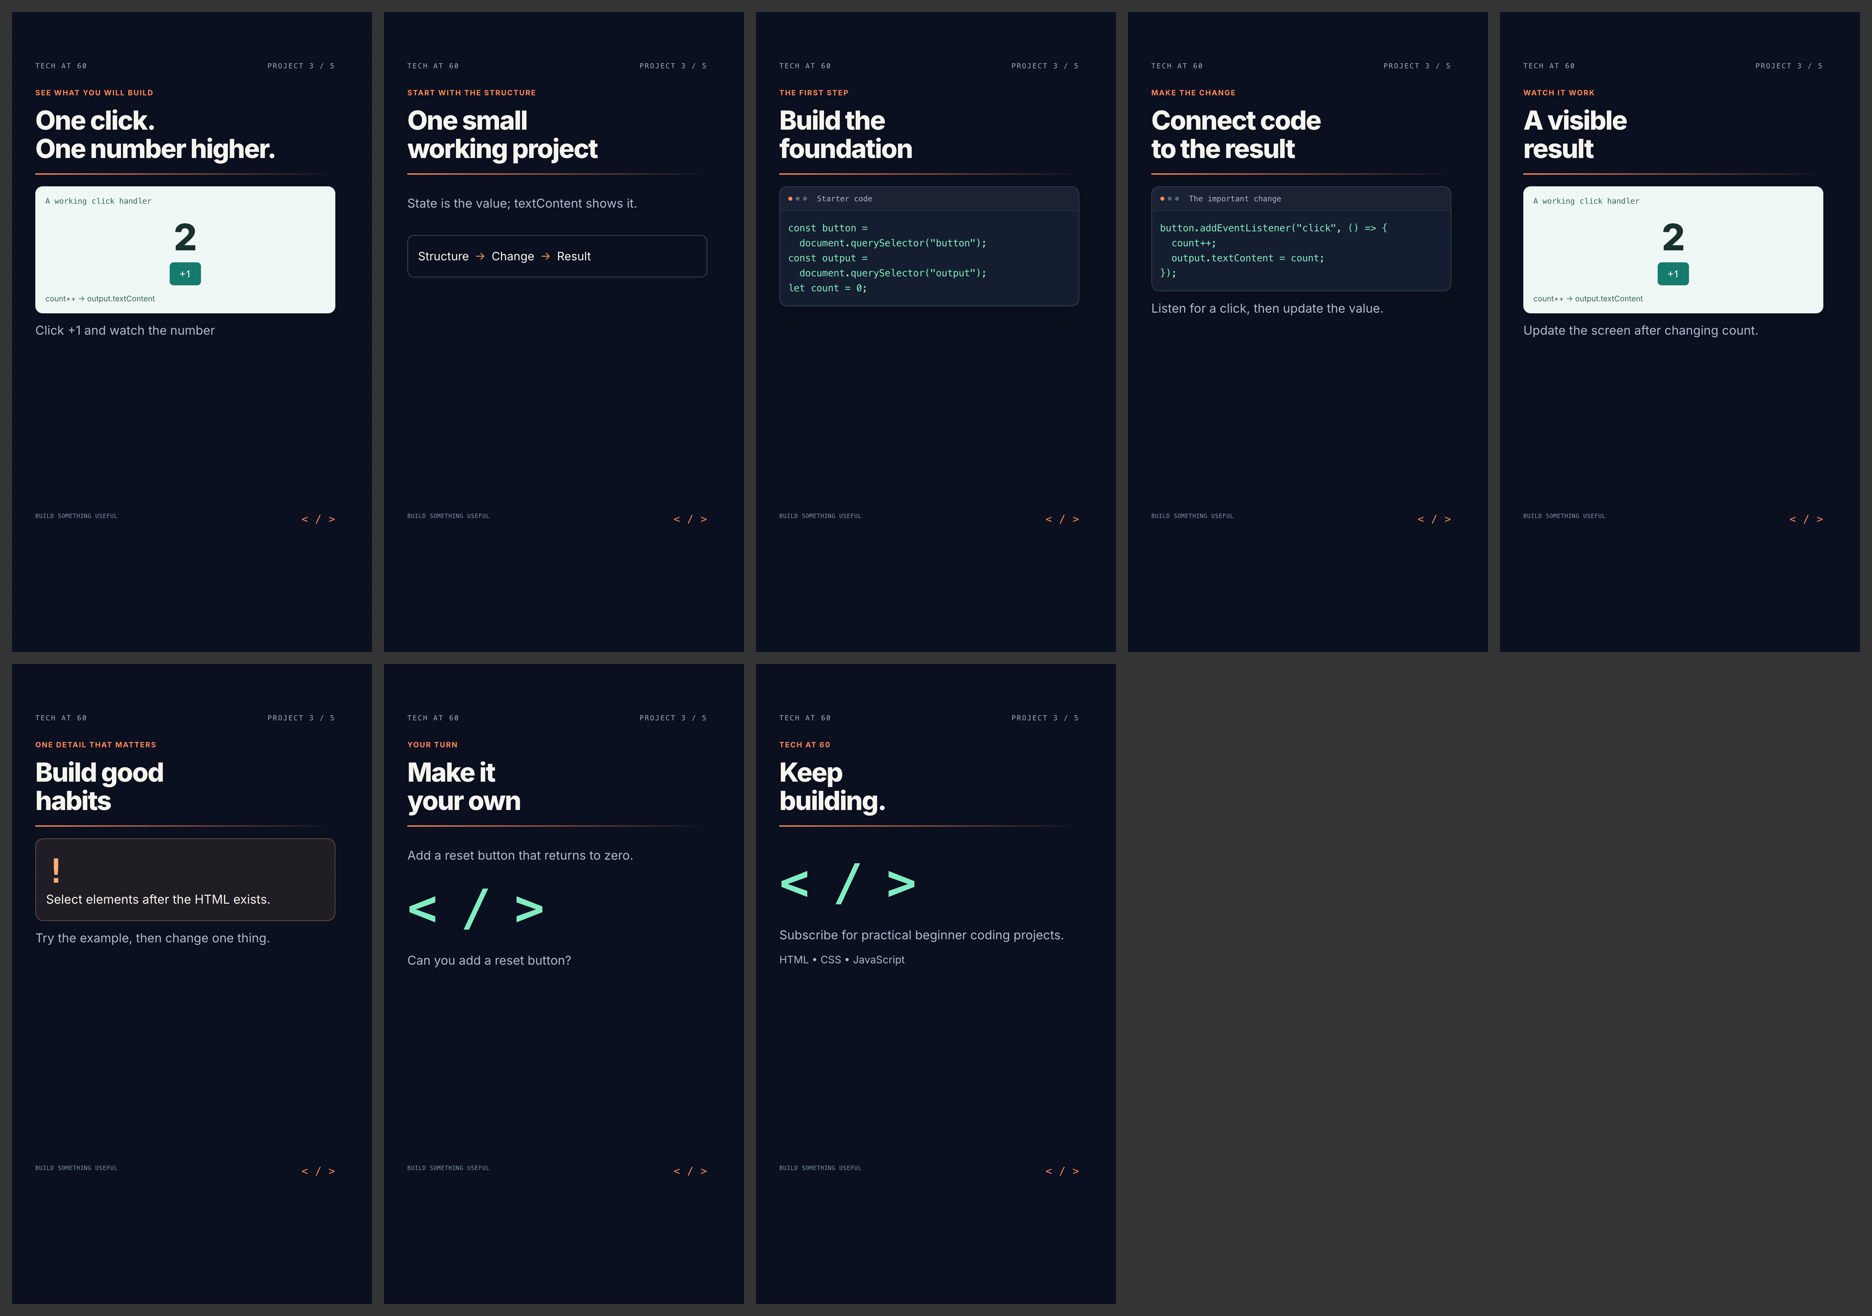 TECH AT 60
PROJECT 3 / 5
SEE WHAT YOU WILL BUILD
One click.
One number higher.
A working click handler
2
+1
count++ → output.textContent
Click +1 and watch the number
BUILD SOMETHING USEFUL
< / >
TECH AT 60
PROJECT 3 / 5
START WITH THE STRUCTURE
One small
working project
State is the value; textContent shows it.
Structure → Change → Result
BUILD SOMETHING USEFUL
< / >
TECH AT 60
PROJECT 3 / 5
THE FIRST STEP
Build the
foundation
Starter code
const button =
  document.querySelector("button");
const output =
  document.querySelector("output");
let count = 0;
BUILD SOMETHING USEFUL
< / >
TECH AT 60
PROJECT 3 / 5
MAKE THE CHANGE
Connect code
to the result
The important change
button.addEventListener("click", () => {
  count++;
  output.textContent = count;
});
Listen for a click, then update the value.
BUILD SOMETHING USEFUL
< / >
TECH AT 60
PROJECT 3 / 5
WATCH IT WORK
A visible
result
A working click handler
2
+1
count++ → output.textContent
Update the screen after changing count.
BUILD SOMETHING USEFUL
< / >
TECH AT 60
PROJECT 3 / 5
ONE DETAIL THAT MATTERS
Build good
habits
!
Select elements after the HTML exists.
Try the example, then change one thing.
BUILD SOMETHING USEFUL
< / >
TECH AT 60
PROJECT 3 / 5
YOUR TURN
Make it
your own
Add a reset button that returns to zero.
< / >
Can you add a reset button?
BUILD SOMETHING USEFUL
< / >
TECH AT 60
PROJECT 3 / 5
TECH AT 60
Keep
building.
< / >
Subscribe for practical beginner coding projects.
HTML • CSS • JavaScript
BUILD SOMETHING USEFUL
< / >